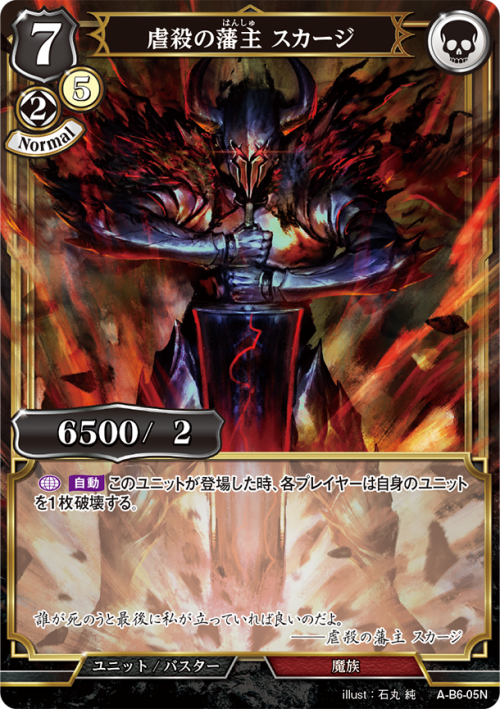 7
はんしゅ
虐殺の藩主 スカージ
5
2
Normal
6500/ 2
自動 このユニットが登場した時、各プレイヤーは自身のユニット
を1枚破壊する。
誰が死のうと最後に私が立っていれば良いのだよ。
――虐殺の藩主 スカージ
ユニット / バスター
魔族
illust：石丸 純
A-B6-05N